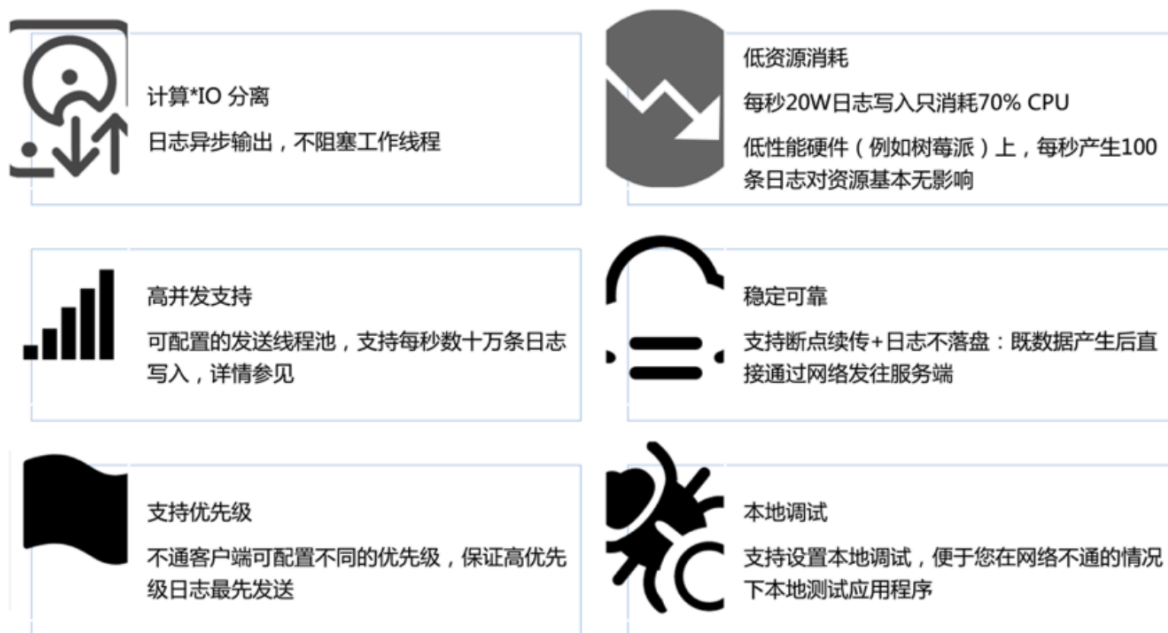 计算*IO 分离
日志异步输出，不阻塞工作线程
低资源消耗
每秒20W日志写入只消耗70% CPU
低性能硬件（例如树莓派）上，每秒产生100
条日志对资源基本无影响
高并发支持
可配置的发送线程池，支持每秒数十万条日志
写入，详情参见
稳定可靠
支持断点续传+日志不落盘：既数据产生后直
接通过网络发往服务端
支持优先级
不通客户端可配置不同的优先级，保证高优先
级日志最先发送
本地调试
支持设置本地调试，便于您在网络不通的情况
下本地测试应用程序